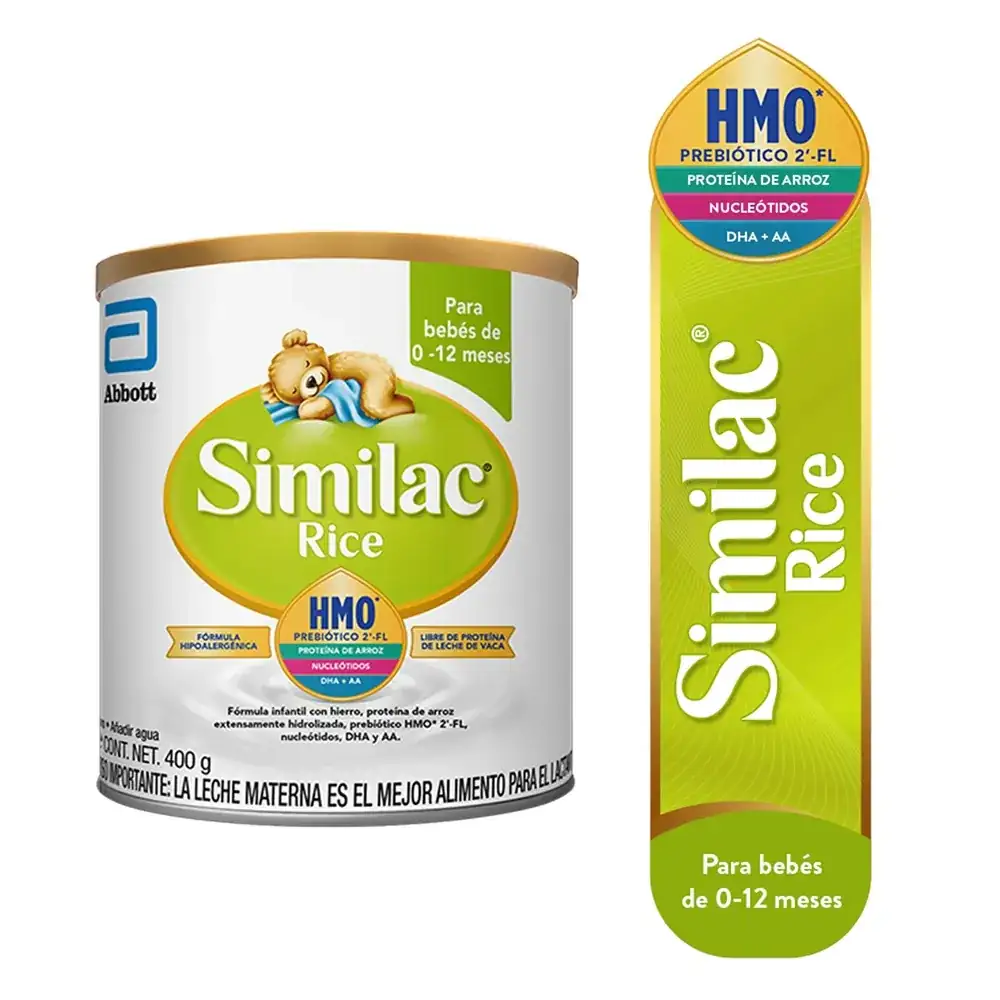 Abbott
Para
bebés de
0 -12 meses
Similac®
Rice
HMO*
PREBIÓTICO 2'-FL
PROTEÍNA DE ARROZ
NUCLEÓTIDOS
DHA + AA
FÓRMULA
HIPOALERGÉNICA
LIBRE DE PROTEÍNA
DE LECHE DE VACA
Fórmula infantil con hierro, proteína de arroz
extensamente hidrolizada, prebiótico HMO* 2'-FL,
nucleótidos, DHA y AA.
• Añadir agua
CONT. NET. 400 g
IMPORTANTE: LA LECHE MATERNA ES EL MEJOR ALIMENTO PARA EL
HMO*
PREBIÓTICO 2'-FL
PROTEÍNA DE ARROZ
NUCLEÓTIDOS
DHA + AA
Similac®
Rice
Para bebés
de 0-12 meses